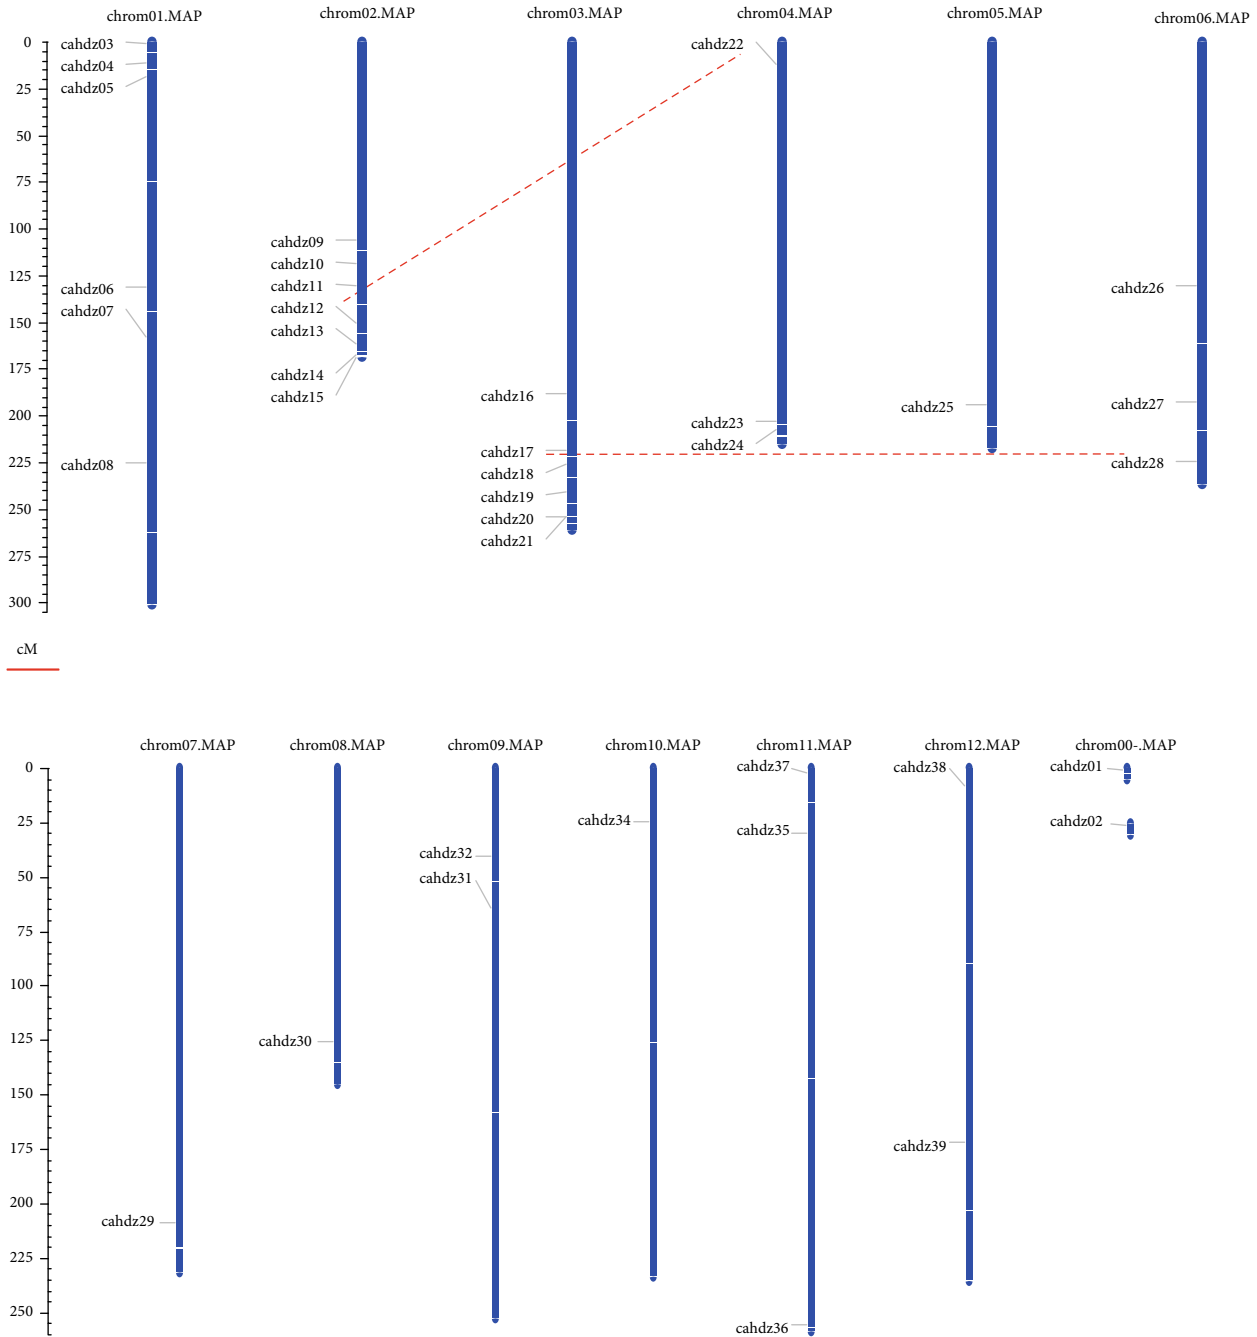 chrom01.MAP
chrom02.MAP
chrom03.MAP
chrom04.MAP
chrom05.MAP
chrom06.MAP
0
25
50
75
100
125
150
175
200
225
250
275
300
cM
cahdz03
cahdz04
cahdz05
cahdz06
cahdz07
cahdz08
cahdz09
cahdz10
cahdz11
cahdz12
cahdz13
cahdz14
cahdz15
cahdz16
cahdz17
cahdz18
cahdz19
cahdz20
cahdz21
cahdz22
cahdz23
cahdz24
cahdz25
cahdz26
cahdz27
cahdz28
chrom07.MAP
chrom08.MAP
chrom09.MAP
chrom10.MAP
chrom11.MAP
chrom12.MAP
chrom00-.MAP
0
25
50
75
100
125
150
175
200
225
250
cahdz29
cahdz30
cahdz32
cahdz31
cahdz34
cahdz37
cahdz35
cahdz36
cahdz38
cahdz39
cahdz01
cahdz02